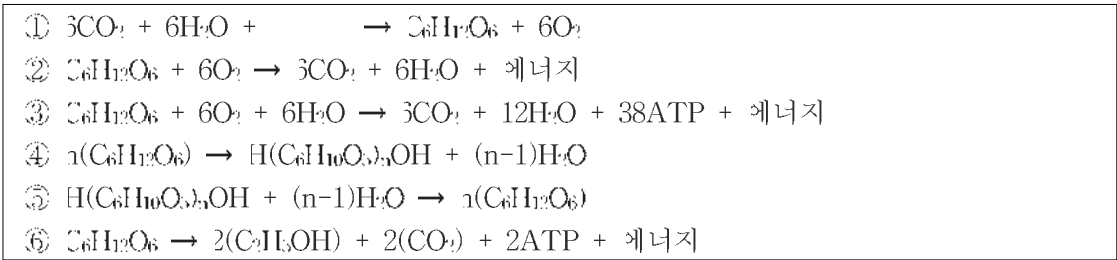 ① 6CO₂ + 6H₂O + → C₆H₁₂O₆ + 6O₂
② C₆H₁₂O₆ + 6O₂ → 6CO₂ + 6H₂O + 에너지
③ C₆H₁₂O₆ + 6O₂ + 6H₂O → 6CO₂ + 12H₂O + 38ATP + 에너지
④ n(C₆H₁₂O₆) → H(C₆H₁₀O₅)ₙOH + (n-1)H₂O
⑤ H(C₆H₁₀O₅)ₙOH + (n-1)H₂O → n(C₆H₁₂O₆)
⑥ C₆H₁₂O₆ → 2(C₂H₅OH) + 2(CO₂) + 2ATP + 에너지